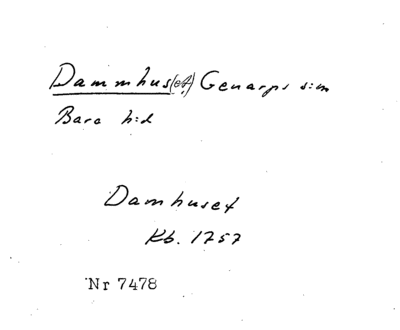 Dammhus(et) Genarps s:n
Bara h:d
Damhuset
Kb. 1757
Nr 7478